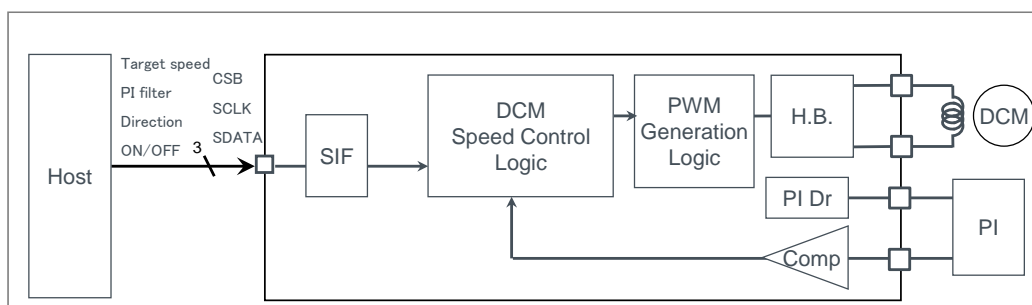 Host
Target speed
PI filter
Direction
ON/OFF
CSB
SCLK
SDATA
3
SIF
DCM
Speed Control
Logic
PWM
Generation
Logic
H.B.
DCM
PI Dr
PI
Comp